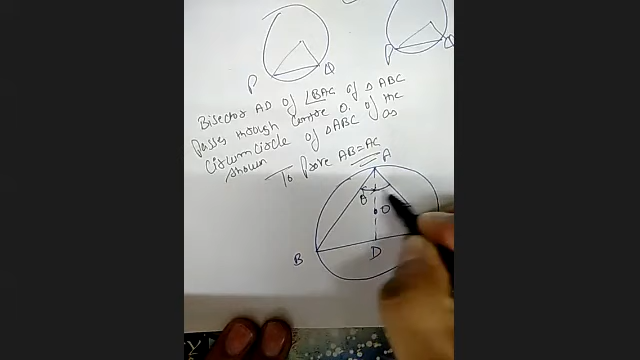 P Q
P Q
Bisector AD of ∠BAC of △ABC
Passes through centre O of the
Circumcircle of △ABC as
shown
To Prove AB=AC
A
θ
O
B
D